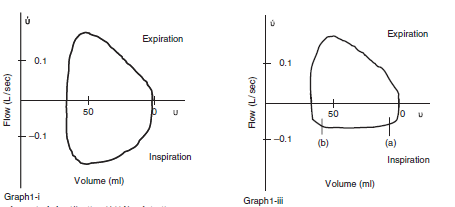 υ̇
Expiration
0.1
Flow (L / sec)
50
0
υ
−0.1
Inspiration
Volume (ml)
Graph1-i
υ̇
Expiration
0.1
Flow (L / sec)
50
0
υ
−0.1
(b)
(a)
Inspiration
Volume (ml)
Graph1-iii